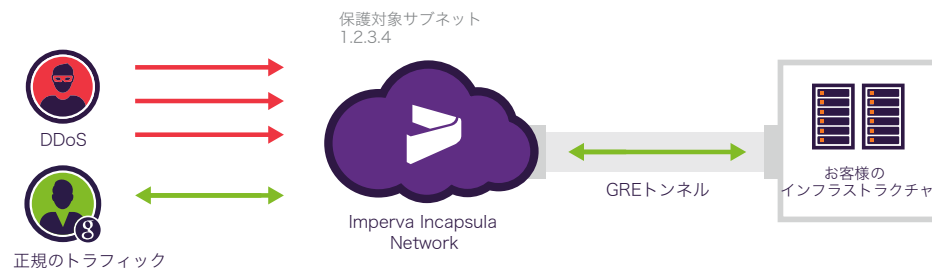 保護対象サブネット
1.2.3.4
DDoS
正規のトラフィック
Imperva Incapsula
Network
GREトンネル
お客様の
インフラストラクチャ
g